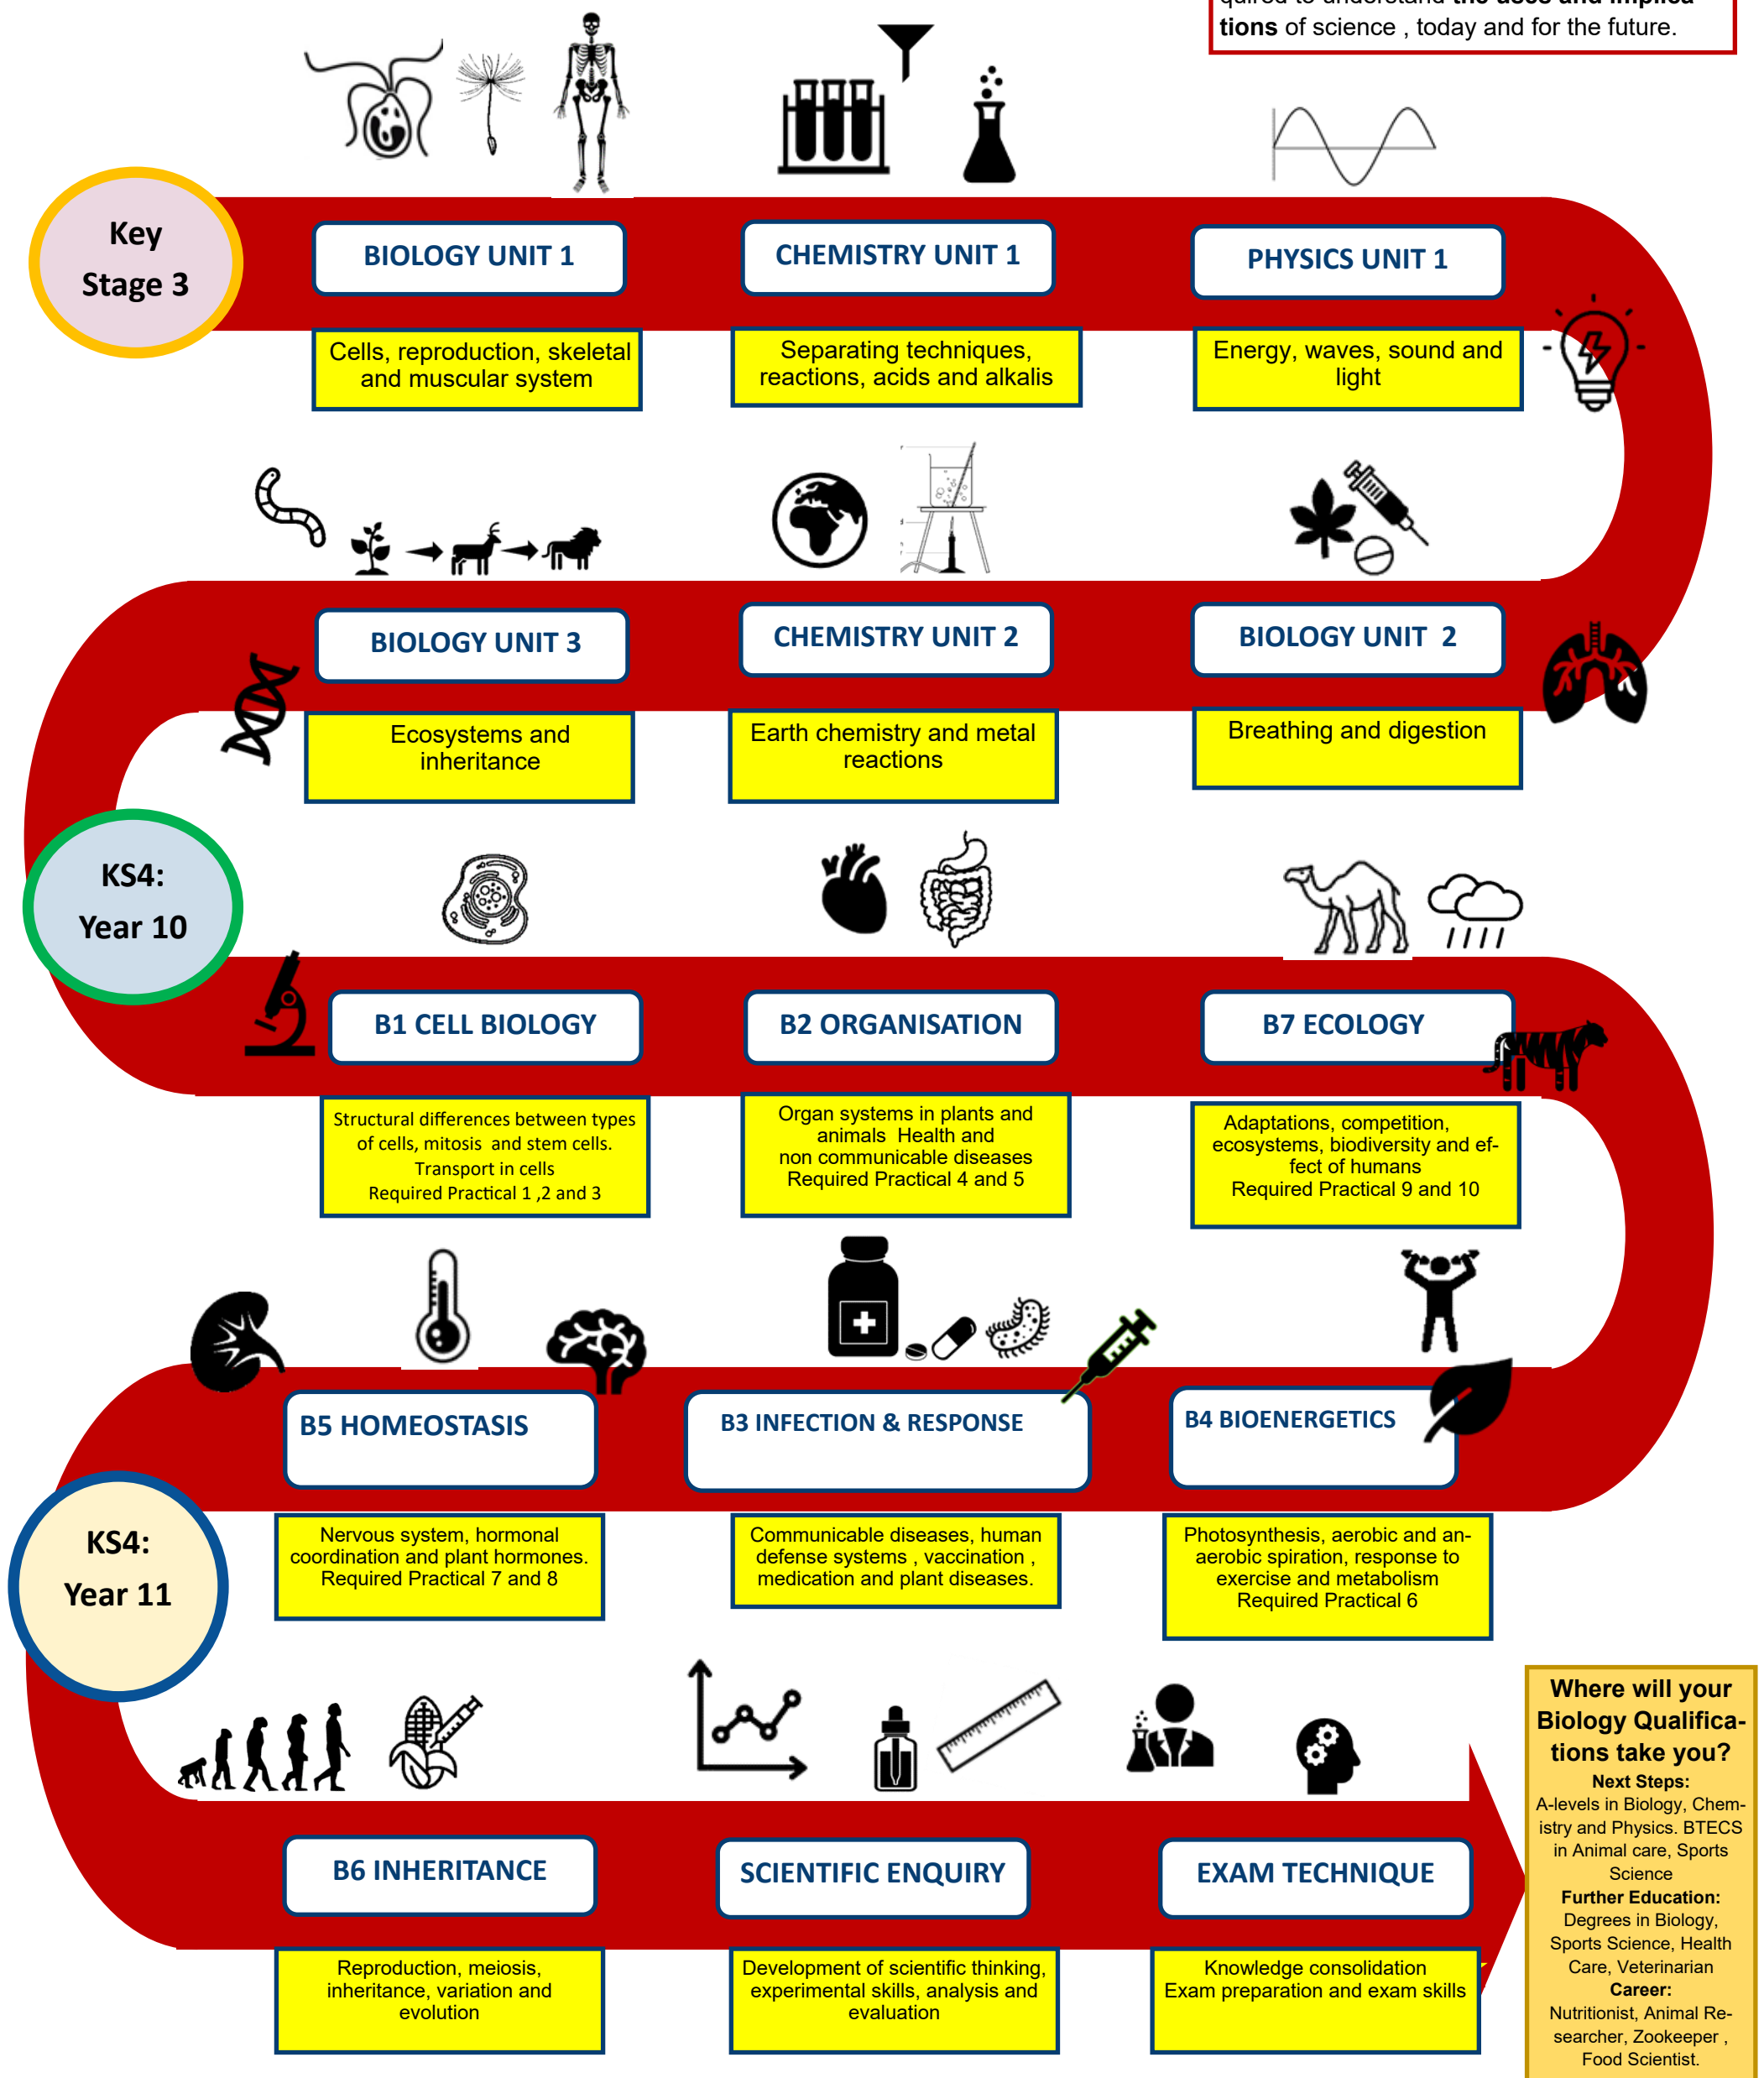 quired to understand the uses and implica-
tions of science , today and for the future.
Key
Stage 3
BIOLOGY UNIT 1
CHEMISTRY UNIT 1
PHYSICS UNIT 1
Cells, reproduction, skeletal
and muscular system
Separating techniques,
reactions, acids and alkalis
Energy, waves, sound and
light
BIOLOGY UNIT 3
CHEMISTRY UNIT 2
BIOLOGY UNIT 2
Ecosystems and
inheritance
Earth chemistry and metal
reactions
Breathing and digestion
KS4:
Year 10
B1 CELL BIOLOGY
B2 ORGANISATION
B7 ECOLOGY
Structural differences between types
of cells, mitosis and stem cells.
Transport in cells
Required Practical 1 ,2 and 3
Organ systems in plants and
animals Health and
non communicable diseases
Required Practical 4 and 5
Adaptations, competition,
ecosystems, biodiversity and ef-
fect of humans
Required Practical 9 and 10
B5 HOMEOSTASIS
B3 INFECTION & RESPONSE
B4 BIOENERGETICS
KS4:
Year 11
Nervous system, hormonal
coordination and plant hormones.
Required Practical 7 and 8
Communicable diseases, human
defense systems , vaccination ,
medication and plant diseases.
Photosynthesis, aerobic and an-
aerobic spiration, response to
exercise and metabolism
Required Practical 6
B6 INHERITANCE
SCIENTIFIC ENQUIRY
EXAM TECHNIQUE
Reproduction, meiosis,
inheritance, variation and
evolution
Development of scientific thinking,
experimental skills, analysis and
evaluation
Knowledge consolidation
Exam preparation and exam skills
Where will your
Biology Qualifica-
tions take you?
Next Steps:
A-levels in Biology, Chem-
istry and Physics. BTECS
in Animal care, Sports
Science
Further Education:
Degrees in Biology,
Sports Science, Health
Care, Veterinarian
Career:
Nutritionist, Animal Re-
searcher, Zookeeper ,
Food Scientist.